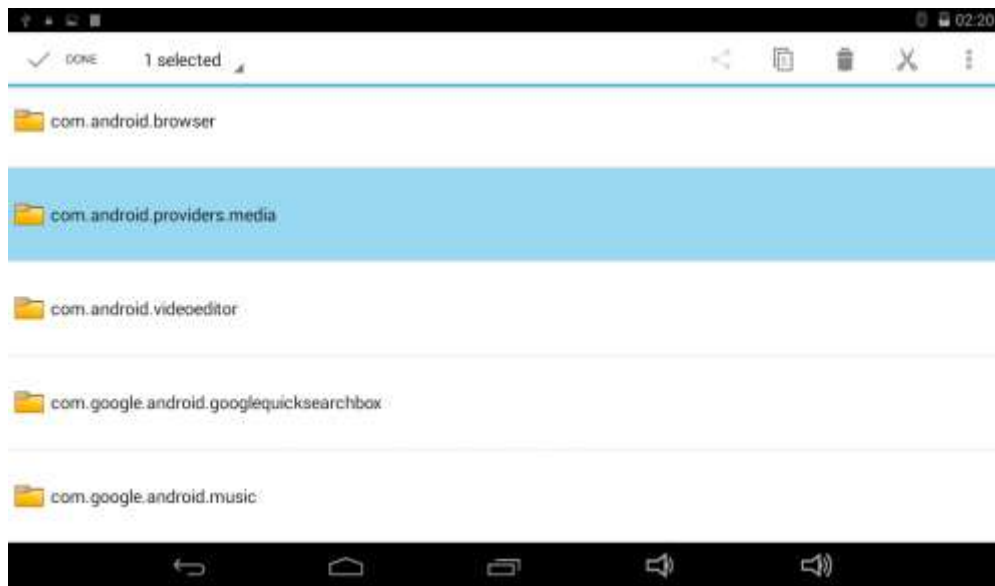 02:20
DONE 1 selected
com.android.browser
com.android.providers.media
com.android.videoeditor
com.google.android.googlequicksearchbox
com.google.android.music